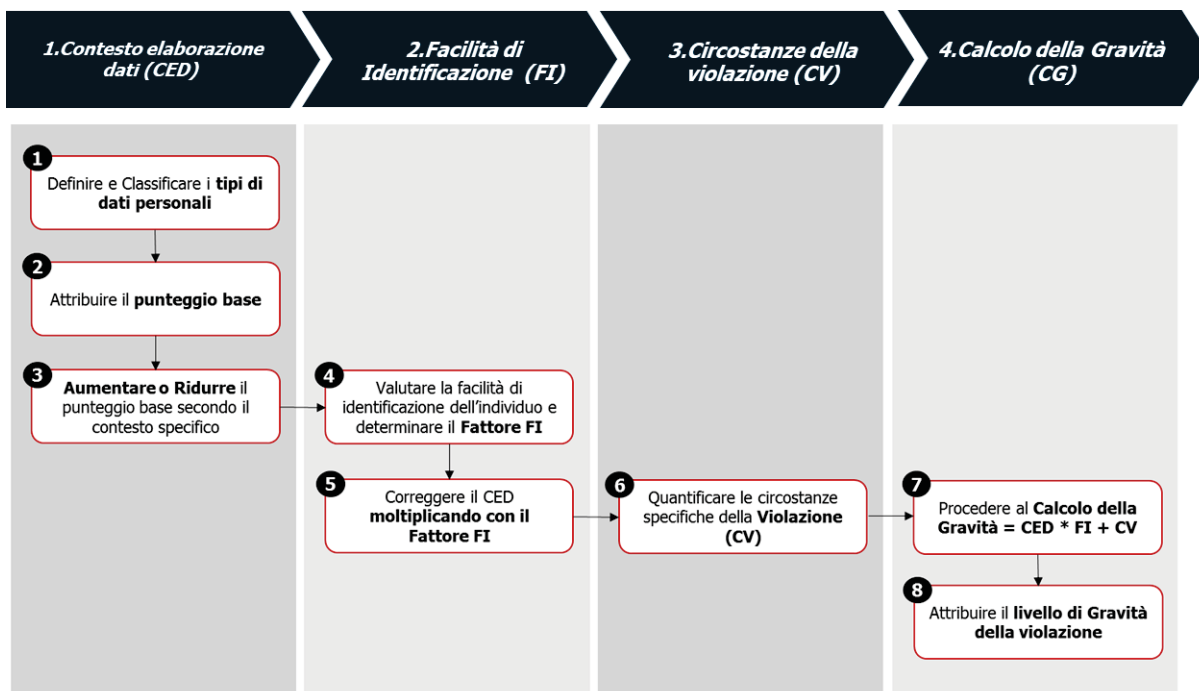 1.Contesto elaborazione
dati (CED)
2.Facilità di
Identificazione (FI)
3.Circostanze della
violazione (CV)
4.Calcolo della Gravità
(CG)
1
Definire e Classificare i tipi di
dati personali
2
Attribuire il punteggio base
3
Aumentare o Ridurre il
punteggio base secondo il
contesto specifico
4
Valutare la facilità di
identificazione dell'individuo e
determinare il Fattore FI
5
Correggere il CED
moltiplicando con il
Fattore FI
6
Quantificare le circostanze
specifiche della Violazione
(CV)
7
Procedere al Calcolo della
Gravità = CED * FI + CV
8
Attribuire il livello di Gravità
della violazione